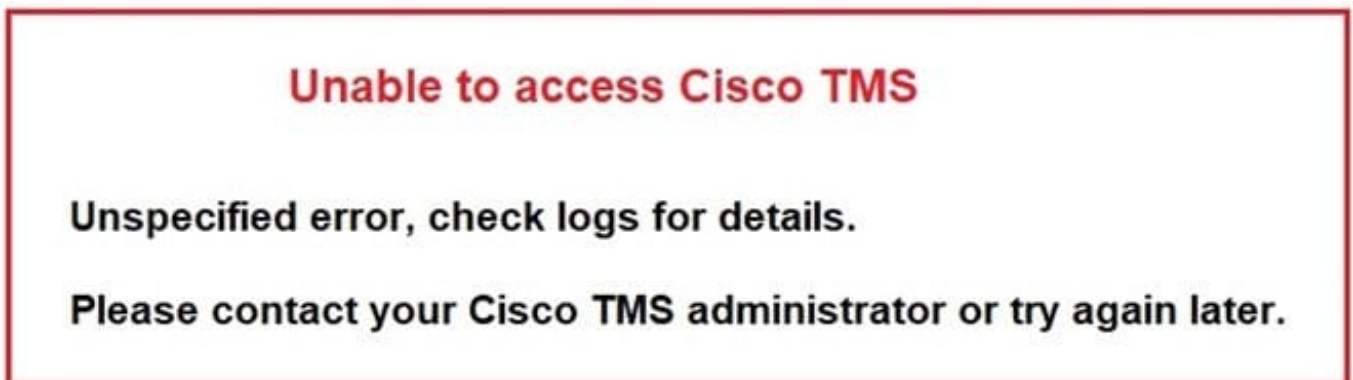 Unable to access Cisco TMS
Unspecified error, check logs for details.
Please contact your Cisco TMS administrator or try again later.